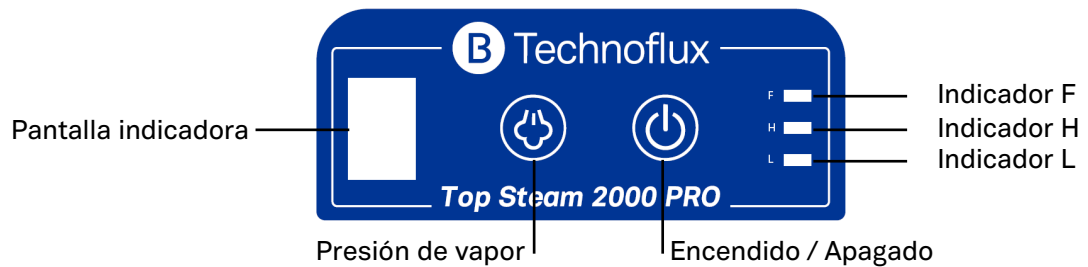 B Technoflux
Pantalla indicadora
F
H
L
Indicador F
Indicador H
Indicador L
Top Steam 2000 PRO
Presión de vapor
Encendido / Apagado